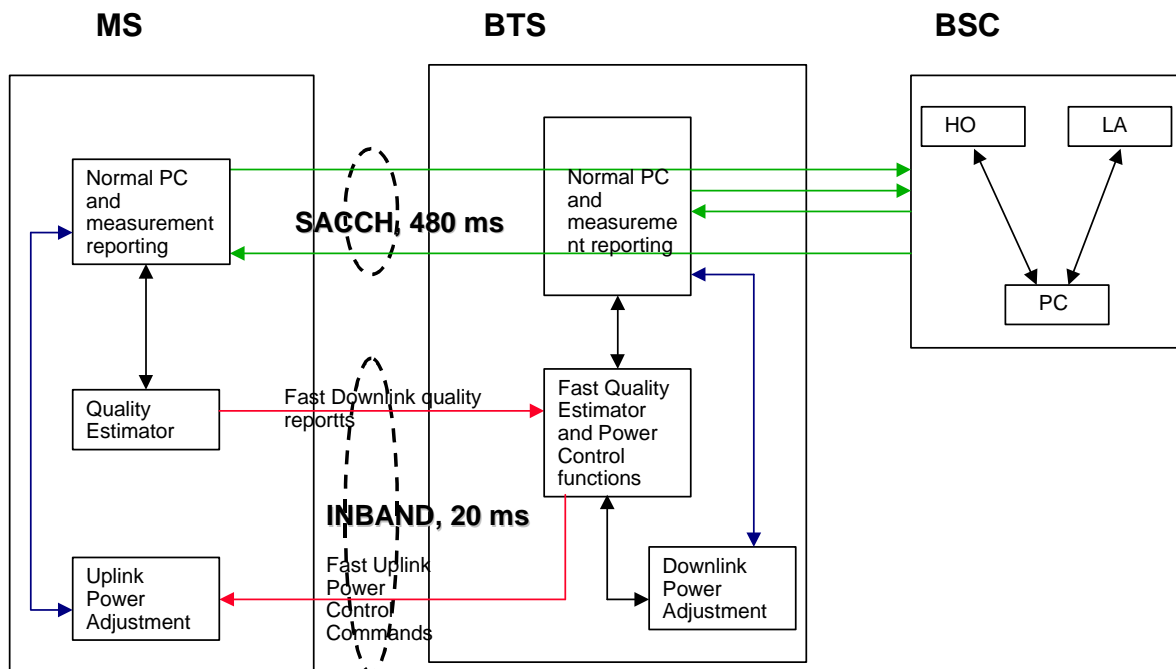 MS
BTS
BSC
HO
LA
Normal PC
and
measurement
reporting
Normal PC
and
measureme
nt reporting
SACCH, 480 ms
PC
Quality
Estimator
Fast Downlink quality
reportts
Fast Quality
Estimator
and Power
Control
functions
INBAND, 20 ms
Uplink
Power
Adjustment
Fast Uplink
Power
Control
Commands
Downlink
Power
Adjustment